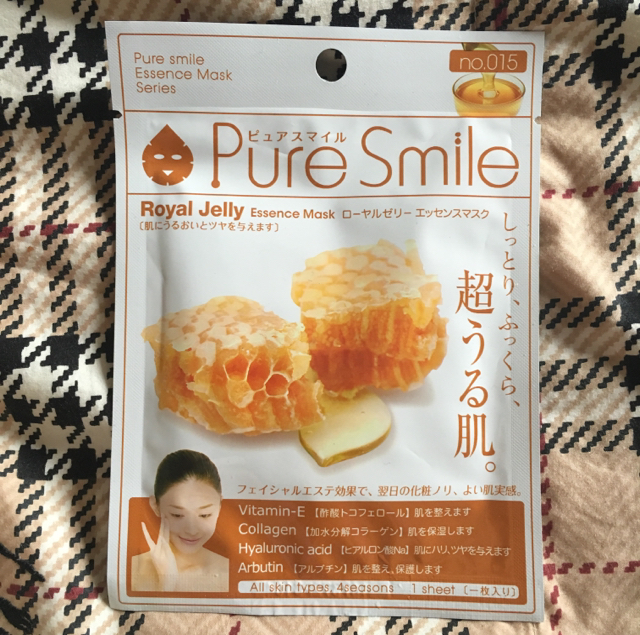 Pure smile
Essence Mask
Series
no.015
ピュアスマイル
Pure Smile
Royal Jelly Essence Mask ローヤルゼリー エッセンスマスク
〔肌にうるおいとツヤを与えます〕
しっとり、ふっくら、
超うる肌。
フェイシャルエステ効果で、翌日の化粧ノリ、よい肌実感。
Vitamin-E 【酢酸トコフェロール】 肌を整えます
Collagen 【加水分解コラーゲン】 肌を保湿します
Hyaluronic acid 【ヒアルロン酸Na】 肌にハリ、ツヤを与えます
Arbutin 【アルブチン】 肌を整え、保護します
All skin types, 4seasons 1 sheet 〔一枚入り〕